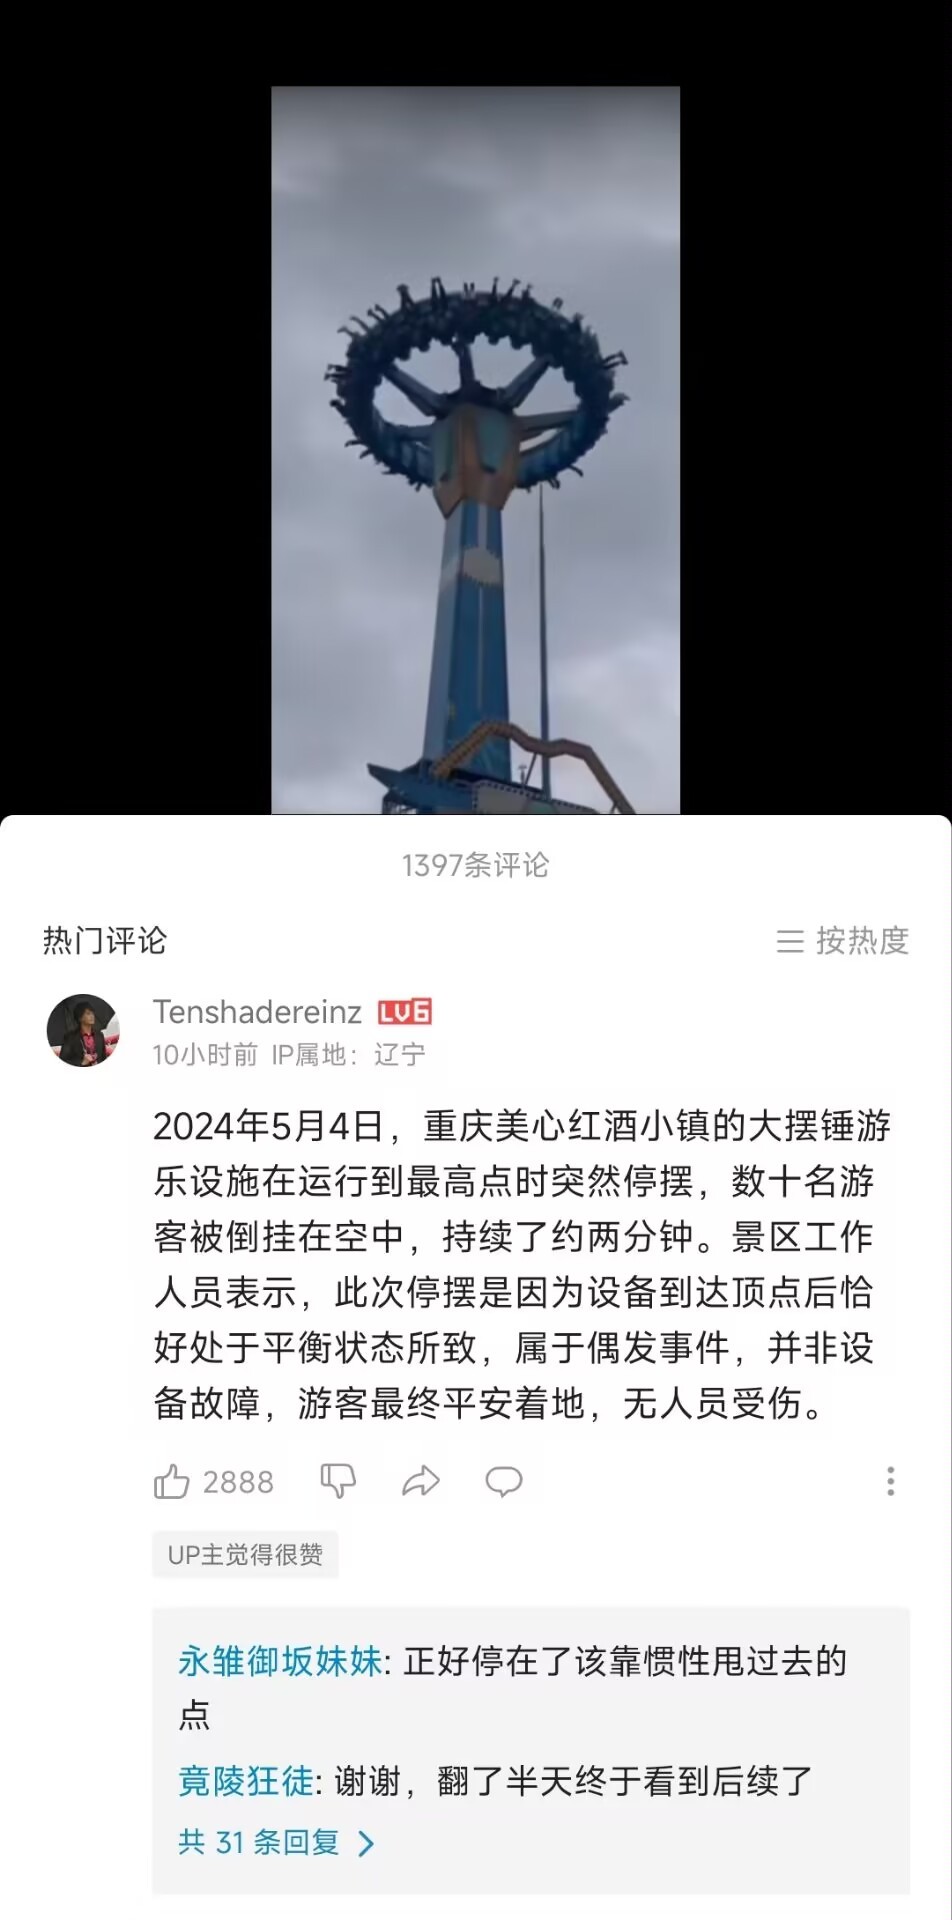 1397条评论
热门评论
按热度
Tenshadereinz LV6
10小时前 IP属地：辽宁
2024年5月4日，重庆美心红酒小镇的大摆锤游
乐设施在运行到最高点时突然停摆，数十名游
客被倒挂在空中，持续了约两分钟。景区工作
人员表示，此次停摆是因为设备到达顶点后恰
好处于平衡状态所致，属于偶发事件，并非设
备故障，游客最终平安着地，无人员受伤。
2888
UP主觉得很赞
永雏御坂妹妹: 正好停在了该靠惯性甩过去的
点
竟陵狂徒: 谢谢，翻了半天终于看到后续了
共 31 条回复